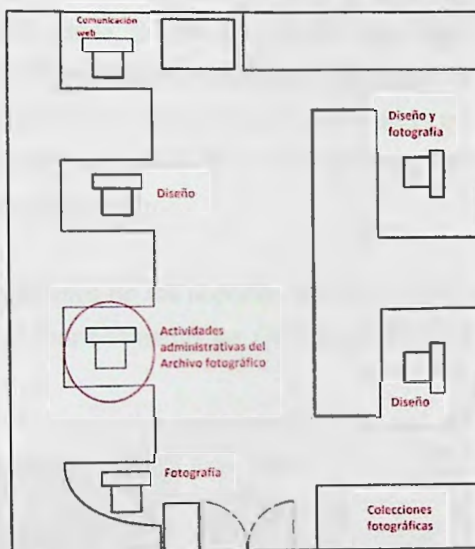 Comunicación
web
Diseño y
fotografía
Diseño
Actividades
administrativas del
Archivo fotográfico
Diseño
Fotografía
Colecciones
fotográficas